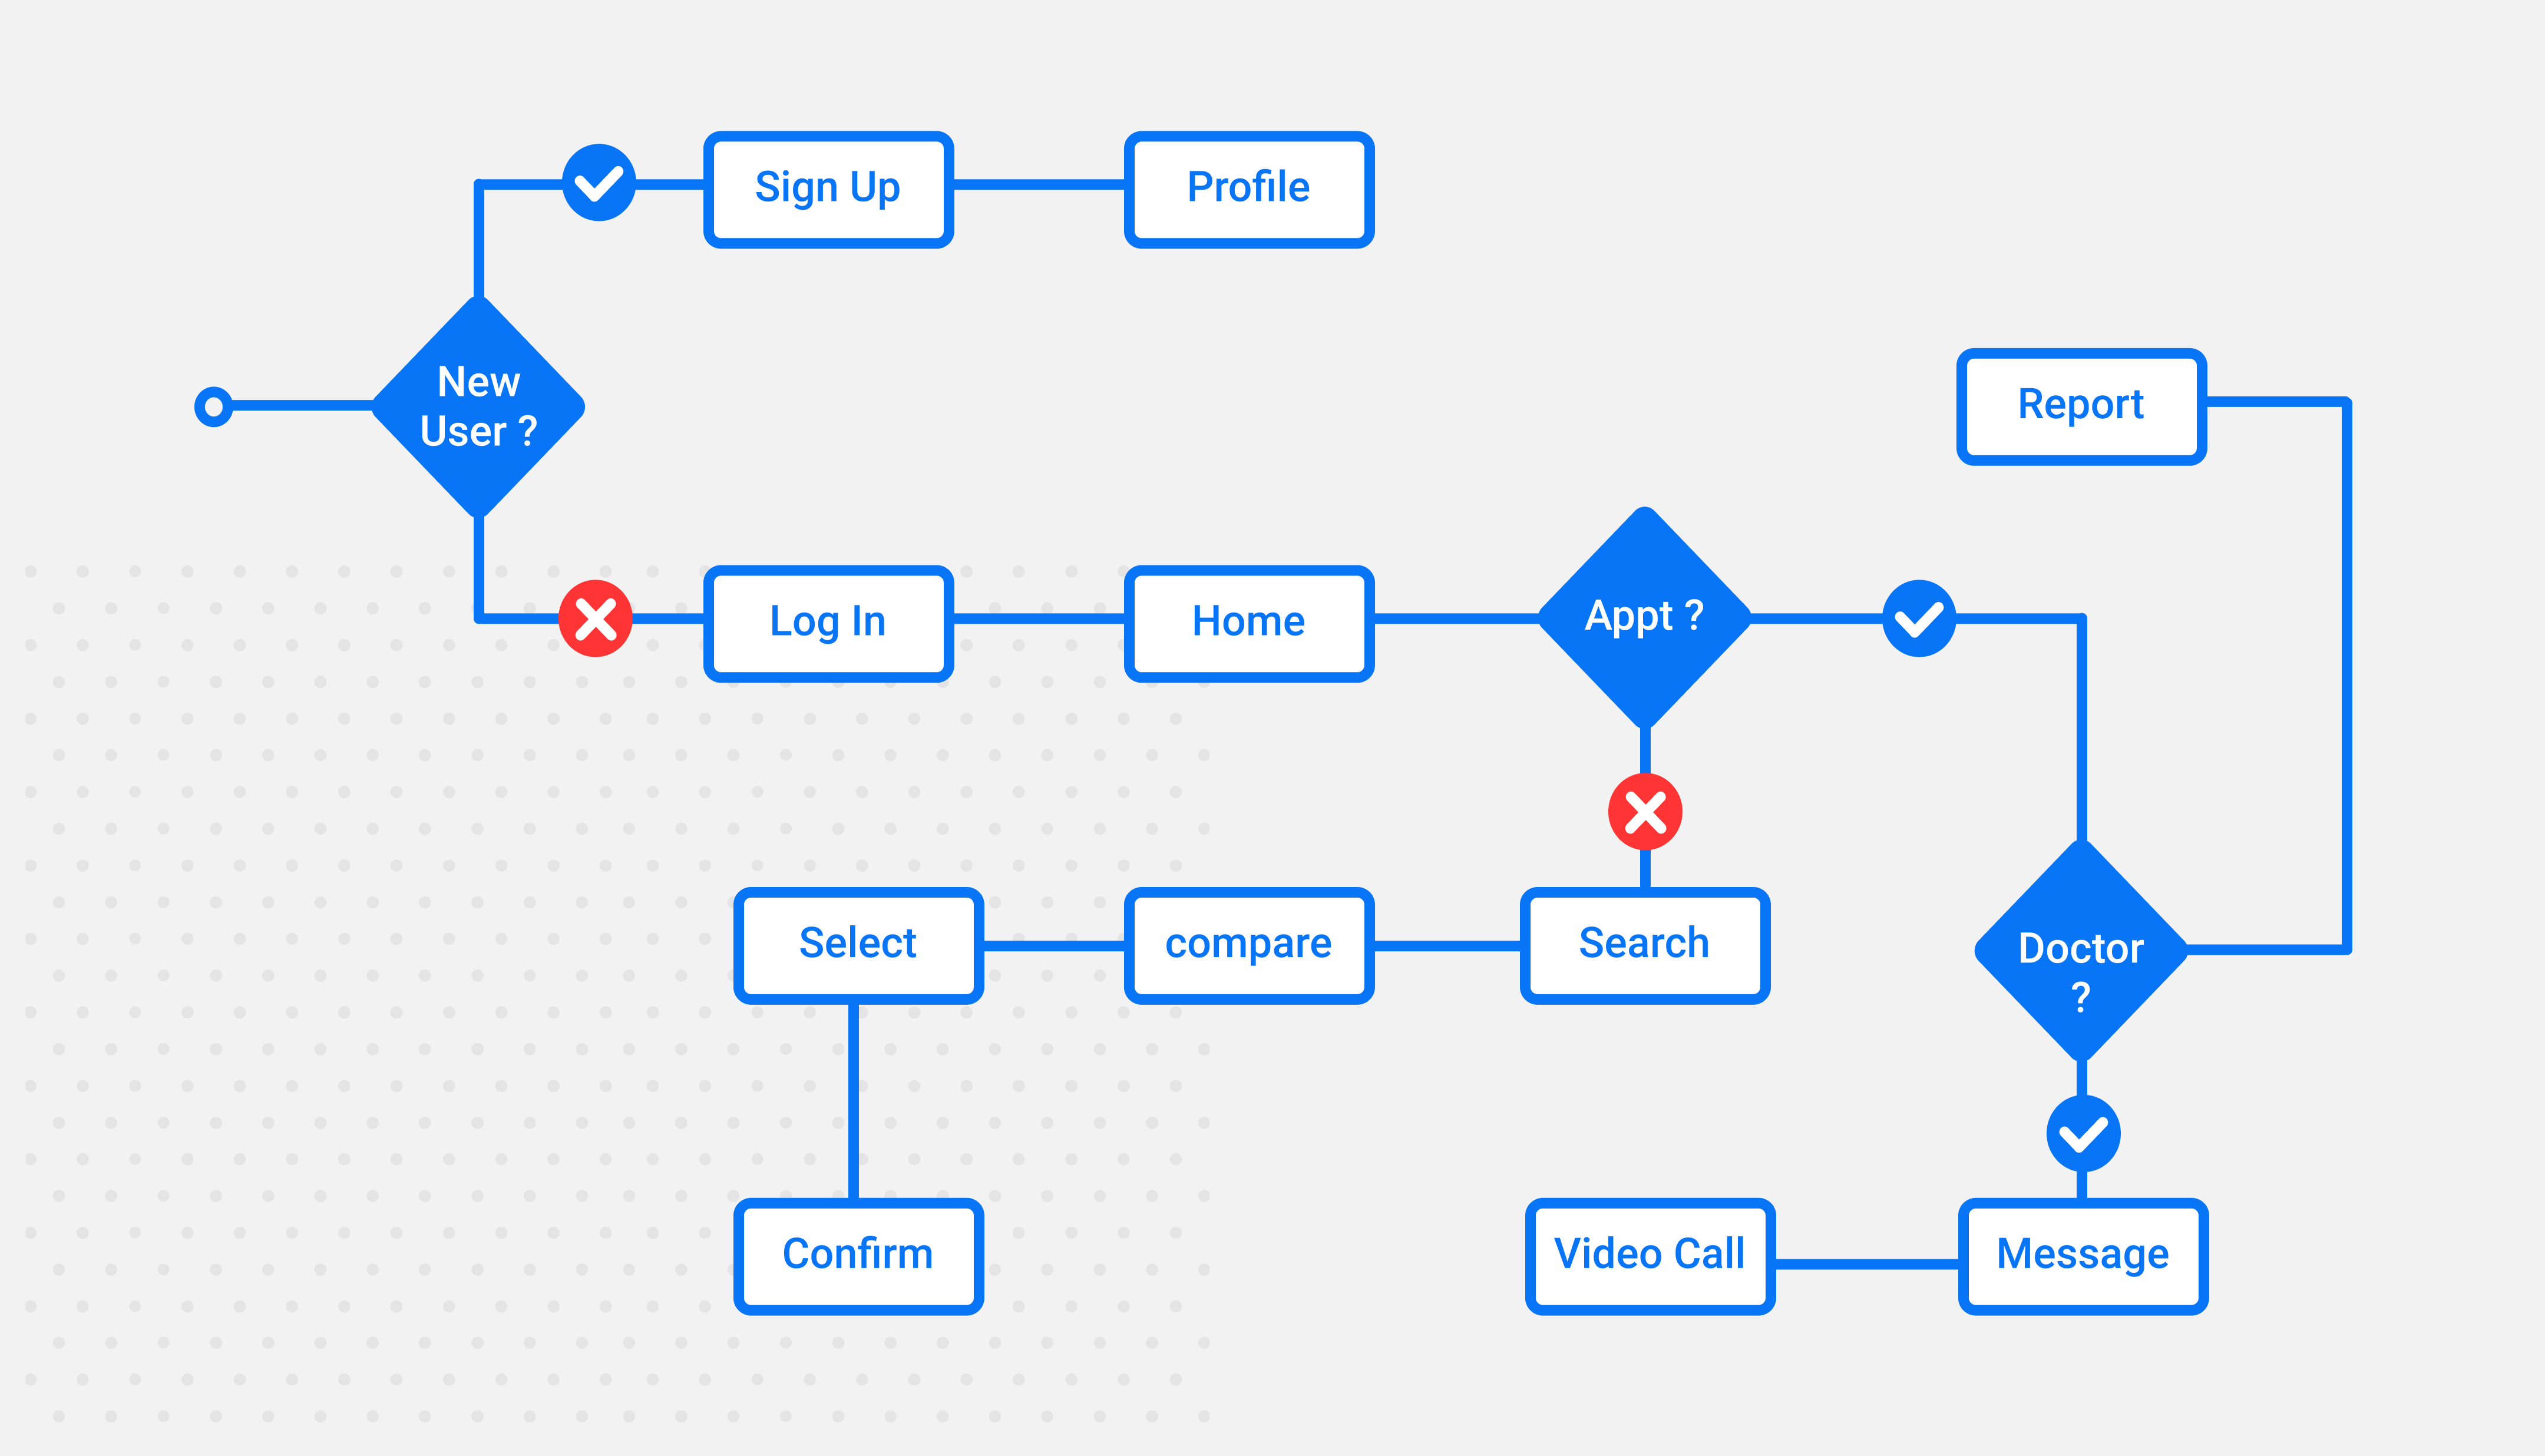 Sign Up
Profile
New
User ?
Report
Log In
Home
Appt ?
Select
compare
Search
Doctor
?
Confirm
Video Call
Message